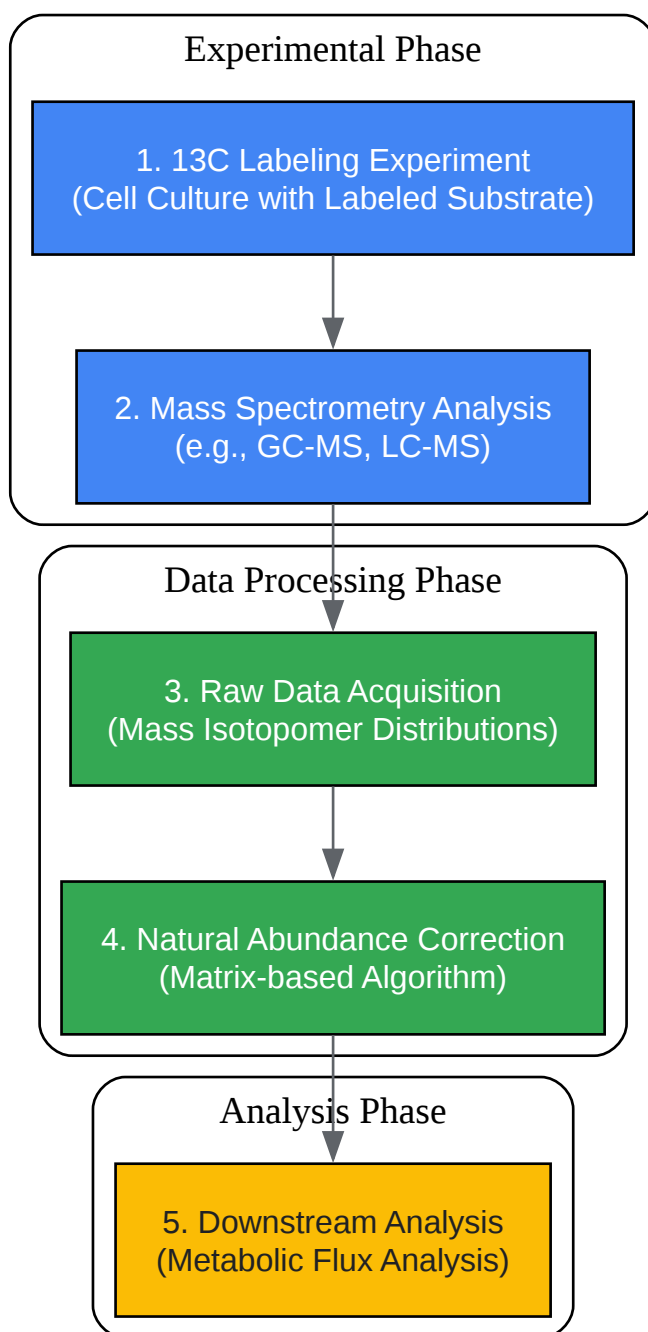 Experimental Phase
1. 13C Labeling Experiment
(Cell Culture with Labeled Substrate)
2. Mass Spectrometry Analysis
(e.g., GC-MS, LC-MS)
Data Processing Phase
3. Raw Data Acquisition
(Mass Isotopomer Distributions)
4. Natural Abundance Correction
(Matrix-based Algorithm)
Analysis Phase
5. Downstream Analysis
(Metabolic Flux Analysis)